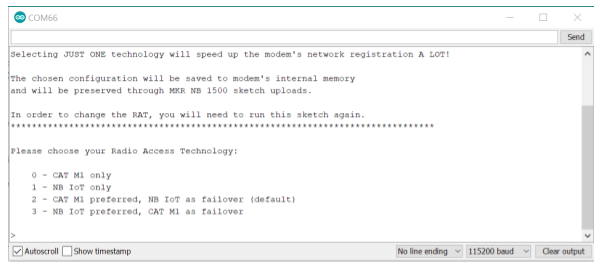 COM66
Send
Selecting JUST ONE technology will speed up the modem's network registration A LOT!
The chosen configuration will be saved to modem's internal memory
and will be preserved through MKR NB 1500 sketch uploads.
In order to change the RAT, you will need to run this sketch again.
********************************************************************************
Please choose your Radio Access Technology:
0 - CAT M1 only
1 - NB IoT only
2 - CAT M1 preferred, NB IoT as failover (default)
3 - NB IoT preferred, CAT M1 as failover
>
Autoscroll Show timestamp No line ending 115200 baud Clear output